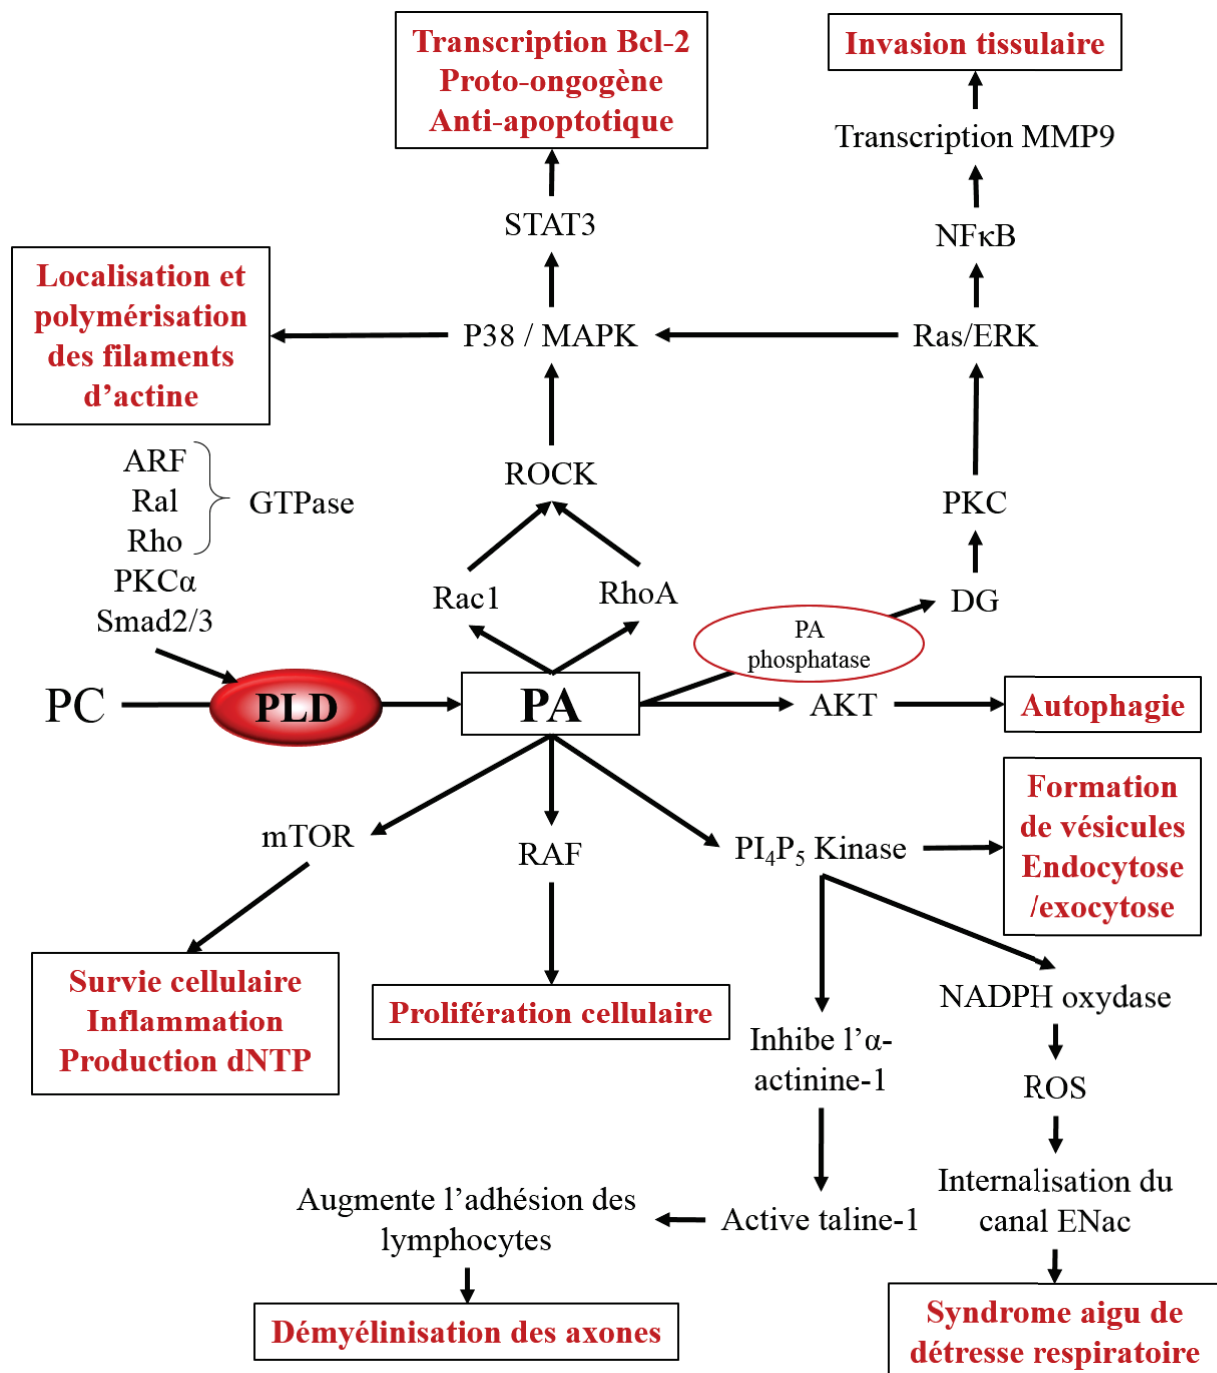 Transcription Bcl-2
Proto-ongogène
Anti-apoptotique
Invasion tissulaire
Transcription MMP9
STAT3
NFκB
Localisation et
polymérisation
des filaments
d’actine
P38 / MAPK
Ras/ERK
ARF
Ral
Rho
GTPase
PKCα
Smad2/3
ROCK
PKC
Rac1
RhoA
DG
PA
phosphatase
PC
PLD
PA
AKT
Autophagie
mTOR
RAF
PI4P5 Kinase
Formation
de vésicules
Endocytose
/exocytose
Survie cellulaire
Inflammation
Production dNTP
Prolifération cellulaire
NADPH oxydase
Inhibe l’α-
actinine-1
ROS
Internalisation du
canal ENac
Active taline-1
Augmente l’adhésion des
lymphocytes
Démyélinisation des axones
Syndrome aigu de
détresse respiratoire